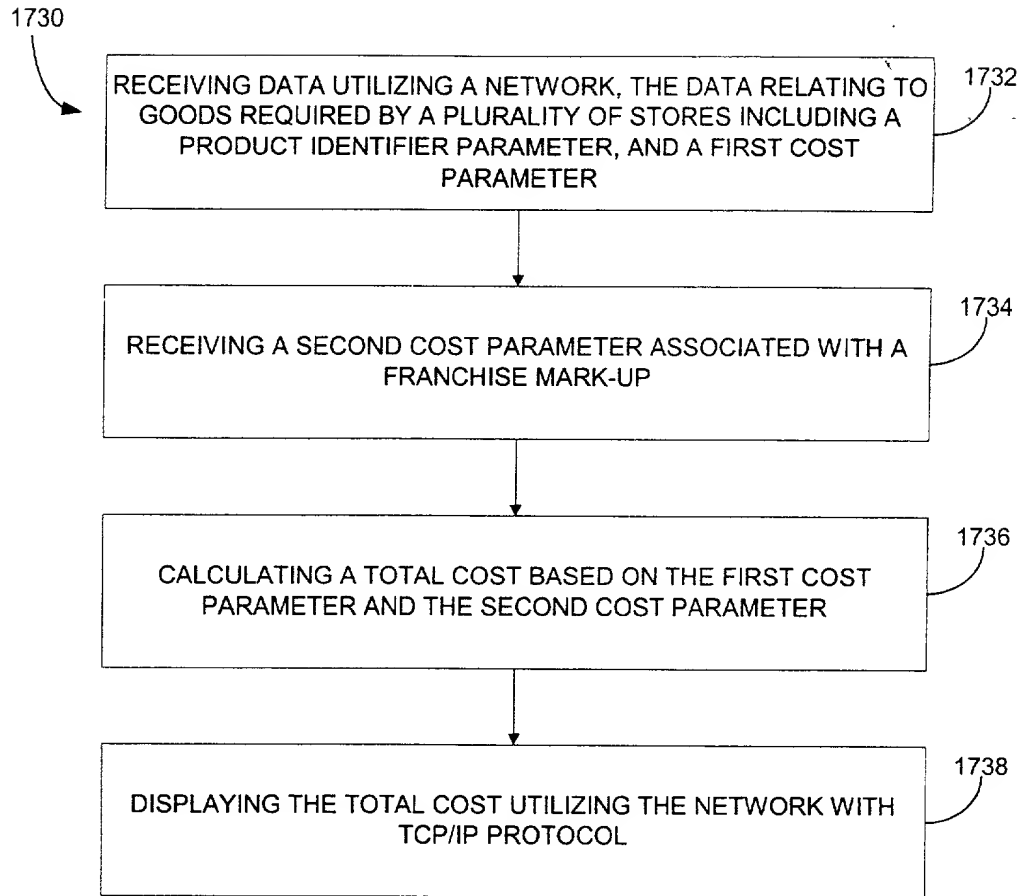 1730
RECEIVING DATA UTILIZING A NETWORK, THE DATA RELATING TO
GOODS REQUIRED BY A PLURALITY OF STORES INCLUDING A
PRODUCT IDENTIFIER PARAMETER, AND A FIRST COST
PARAMETER
1732
RECEIVING A SECOND COST PARAMETER ASSOCIATED WITH A
FRANCHISE MARK-UP
1734
CALCULATING A TOTAL COST BASED ON THE FIRST COST
PARAMETER AND THE SECOND COST PARAMETER
1736
DISPLAYING THE TOTAL COST UTILIZING THE NETWORK WITH
TCP/IP PROTOCOL
1738